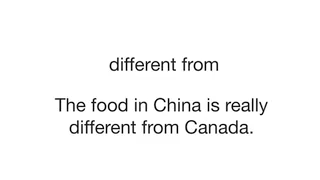 different from
The food in China is really
different from Canada.